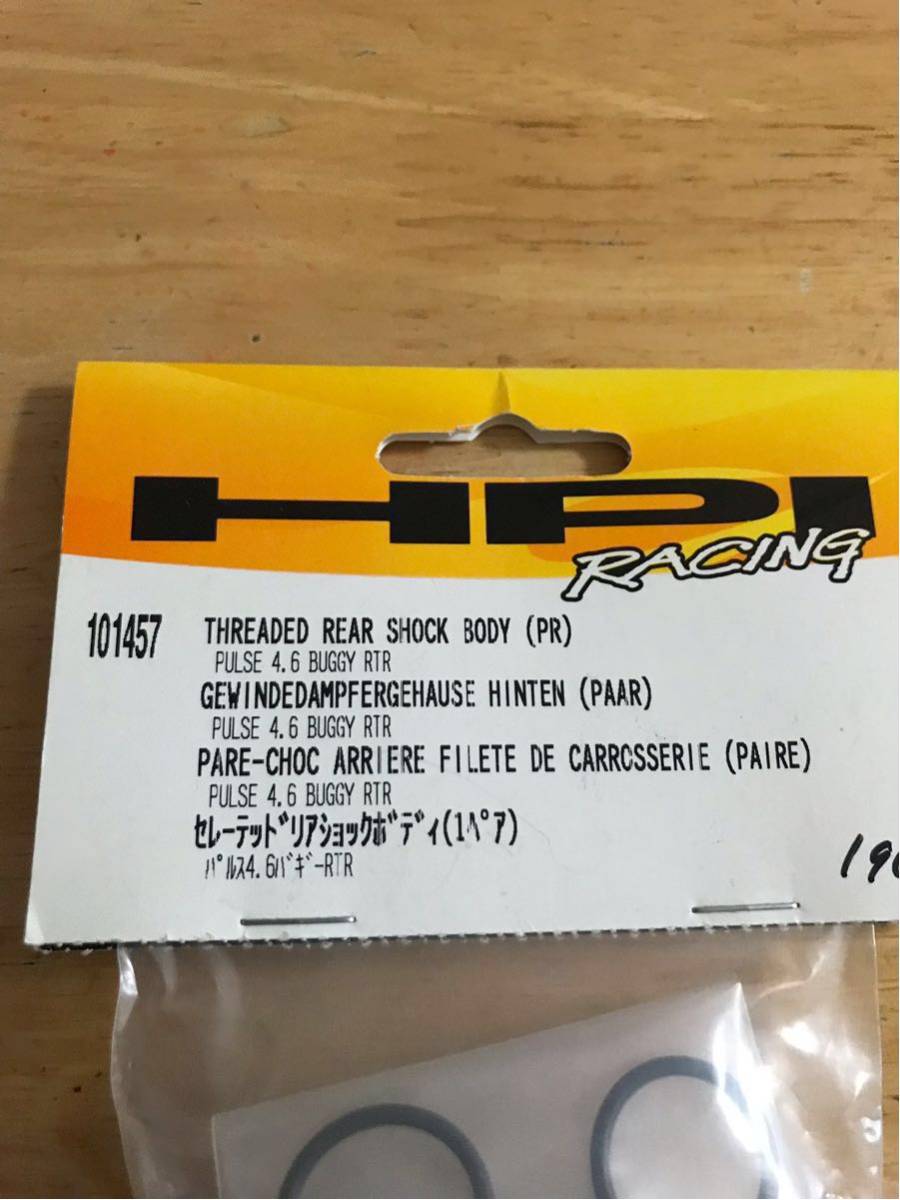 HPI
RACING
101457 THREADED REAR SHOCK BODY (PR)
PULSE 4.6 BUGGY RTR
GEWINDEDAMPFERGEHAUSE HINTEN (PAAR)
PULSE 4.6 BUGGY RTR
PARE-CHOC ARRIERE FILETE DE CARROSSERIE (PAIRE)
PULSE 4.6 BUGGY RTR
ｾﾚｰﾃｯﾄﾞﾘｱｼｮｯｸﾎﾞﾃﾞｨ(1ﾍﾟｱ)
ﾊﾟﾙｽ4.6ﾊﾞｷﾞｰRTR